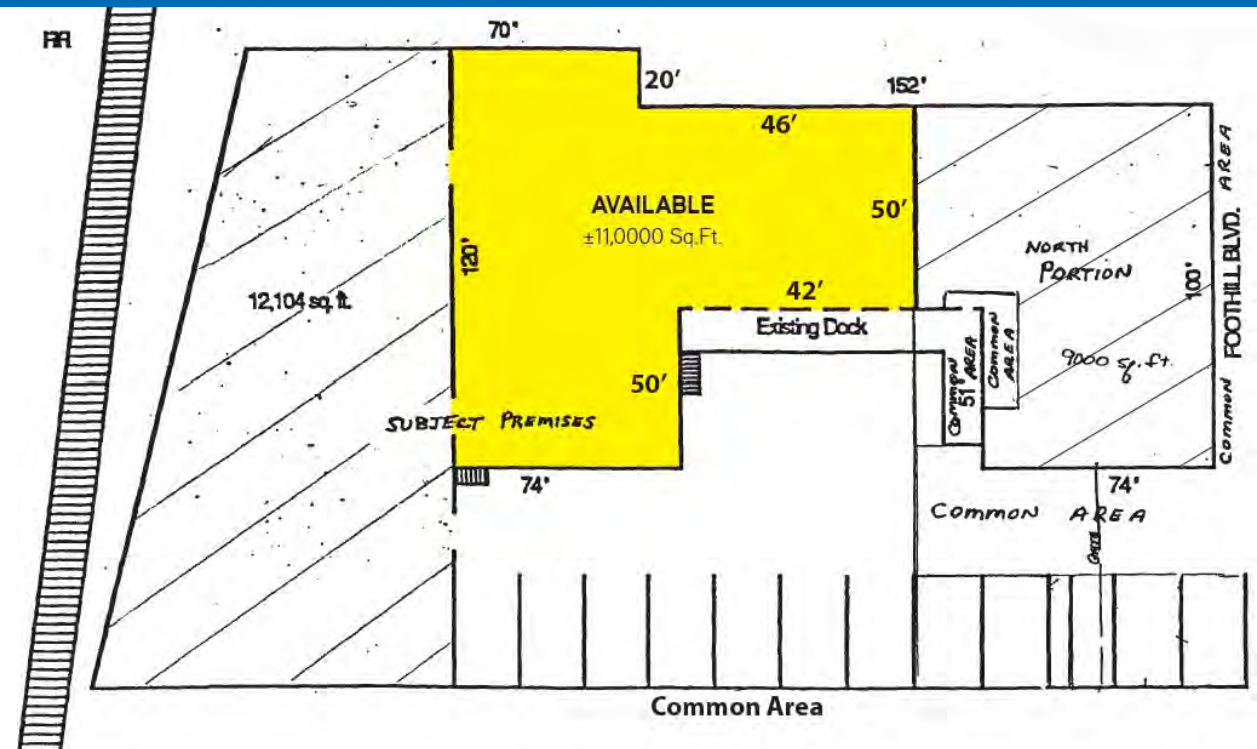 RR
70'
20'
152'
46'
AVAILABLE
±11,0000 Sq.Ft.
50'
120'
NORTH
PORTION
100'
COMMON FOOTHILL BLVD. AREA
12,104 sq. ft.
42'
Existing Dock
COMMON
AREA
9000 sq. ft.
COMMON AREA
51'
50'
SUBJECT PREMISES
74'
74'
COMMON AREA
Common Area